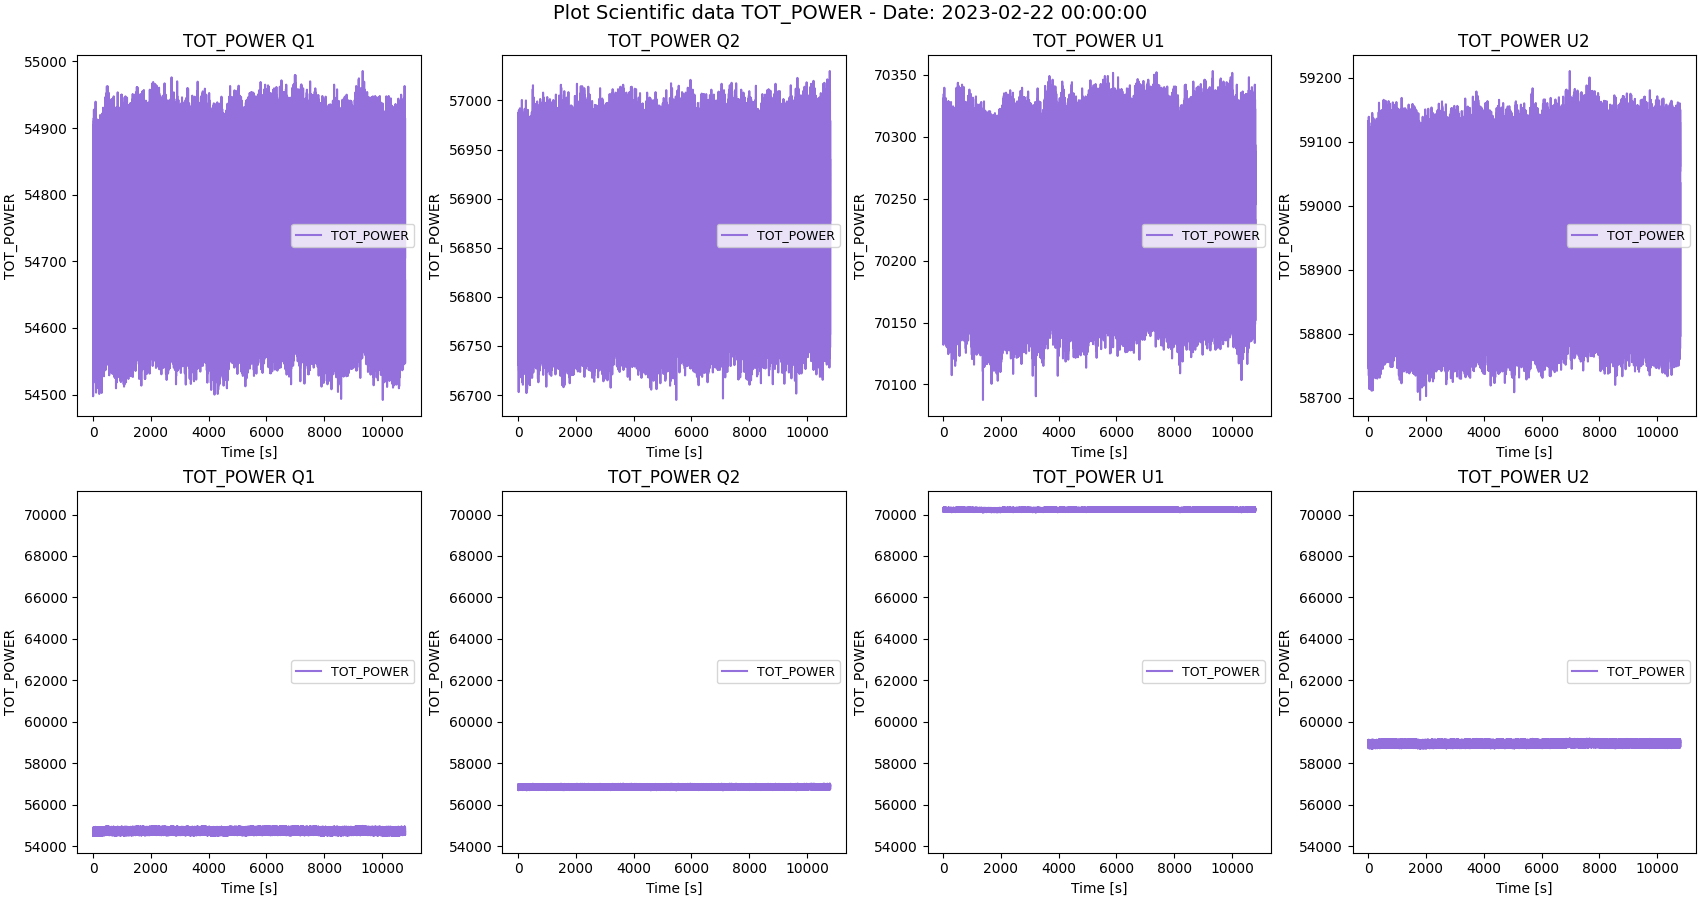 Plot Scientific data TOT_POWER - Date: 2023-02-22 00:00:00
TOT_POWER Q1
55000
54900
54800
54700
54600
54500
TOT_POWER
TOT_POWER
0 2000 4000 6000 8000 10000
Time [s]
TOT_POWER Q2
57000
56950
56900
56850
56800
56750
56700
TOT_POWER
TOT_POWER
0 2000 4000 6000 8000 10000
Time [s]
TOT_POWER U1
70350
70300
70250
70200
70150
70100
TOT_POWER
TOT_POWER
0 2000 4000 6000 8000 10000
Time [s]
TOT_POWER U2
59200
59100
59000
58900
58800
58700
TOT_POWER
TOT_POWER
0 2000 4000 6000 8000 10000
Time [s]
TOT_POWER Q1
70000
68000
66000
64000
62000
60000
58000
56000
54000
TOT_POWER
TOT_POWER
0 2000 4000 6000 8000 10000
Time [s]
TOT_POWER Q2
70000
68000
66000
64000
62000
60000
58000
56000
54000
TOT_POWER
TOT_POWER
0 2000 4000 6000 8000 10000
Time [s]
TOT_POWER U1
70000
68000
66000
64000
62000
60000
58000
56000
54000
TOT_POWER
TOT_POWER
0 2000 4000 6000 8000 10000
Time [s]
TOT_POWER U2
70000
68000
66000
64000
62000
60000
58000
56000
54000
TOT_POWER
TOT_POWER
0 2000 4000 6000 8000 10000
Time [s]